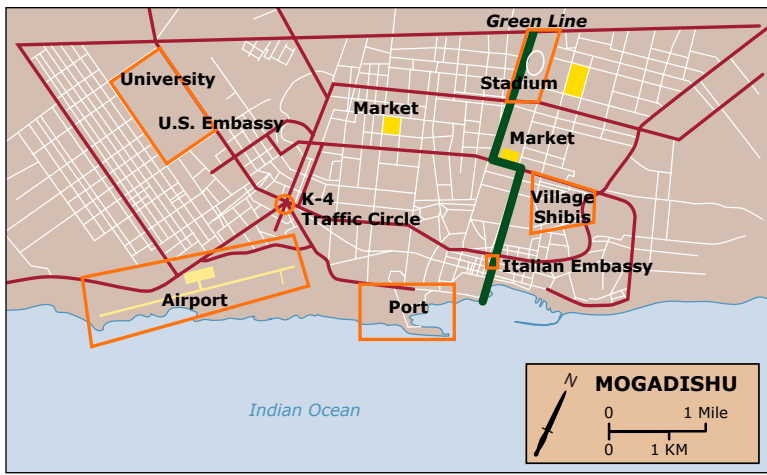 Green Line
University
Stadium
Market
U.S. Embassy
Market
K-4
Traffic Circle
Village
Shibis
Italian Embassy
Airport
Port
Indian Ocean
N
MOGADISHU
0 1 Mile
0 1 KM